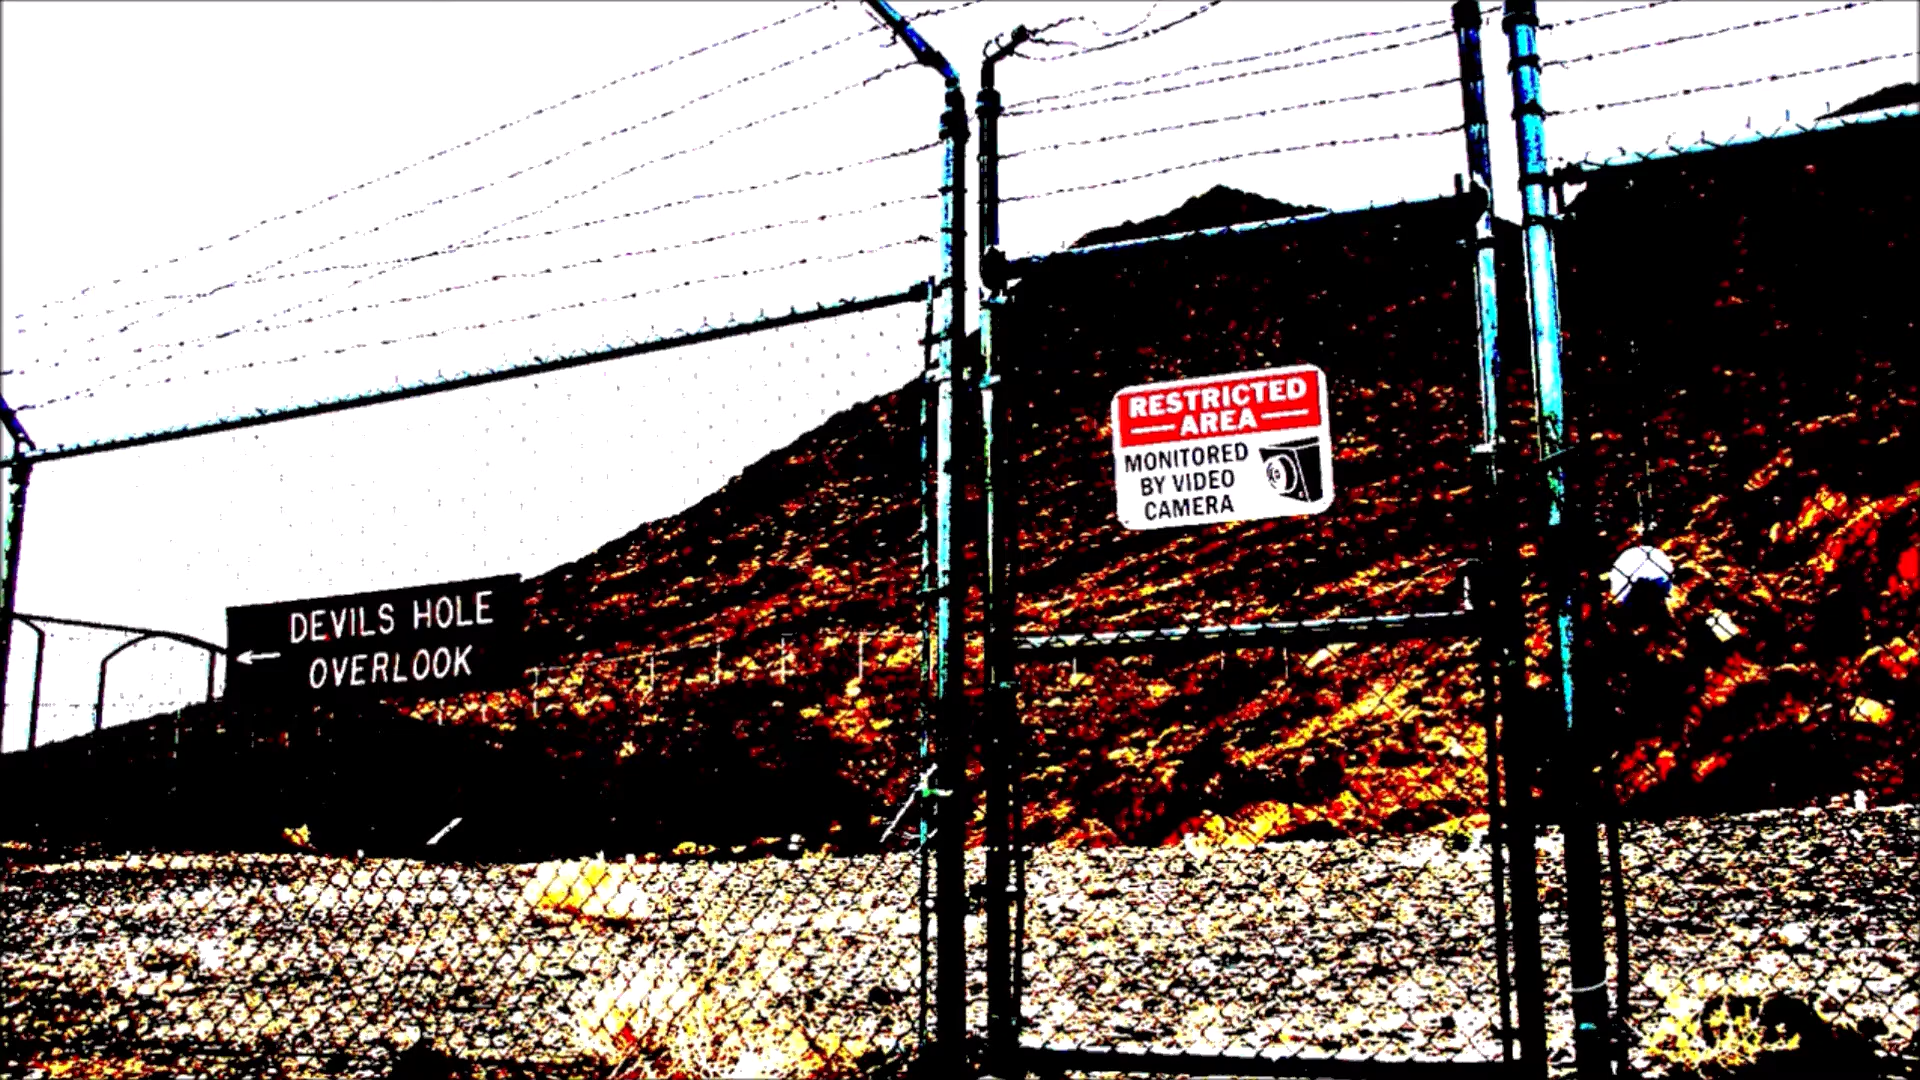 DEVILS HOLE
← OVERLOOK
RESTRICTED
AREA
MONITORED
BY VIDEO
CAMERA